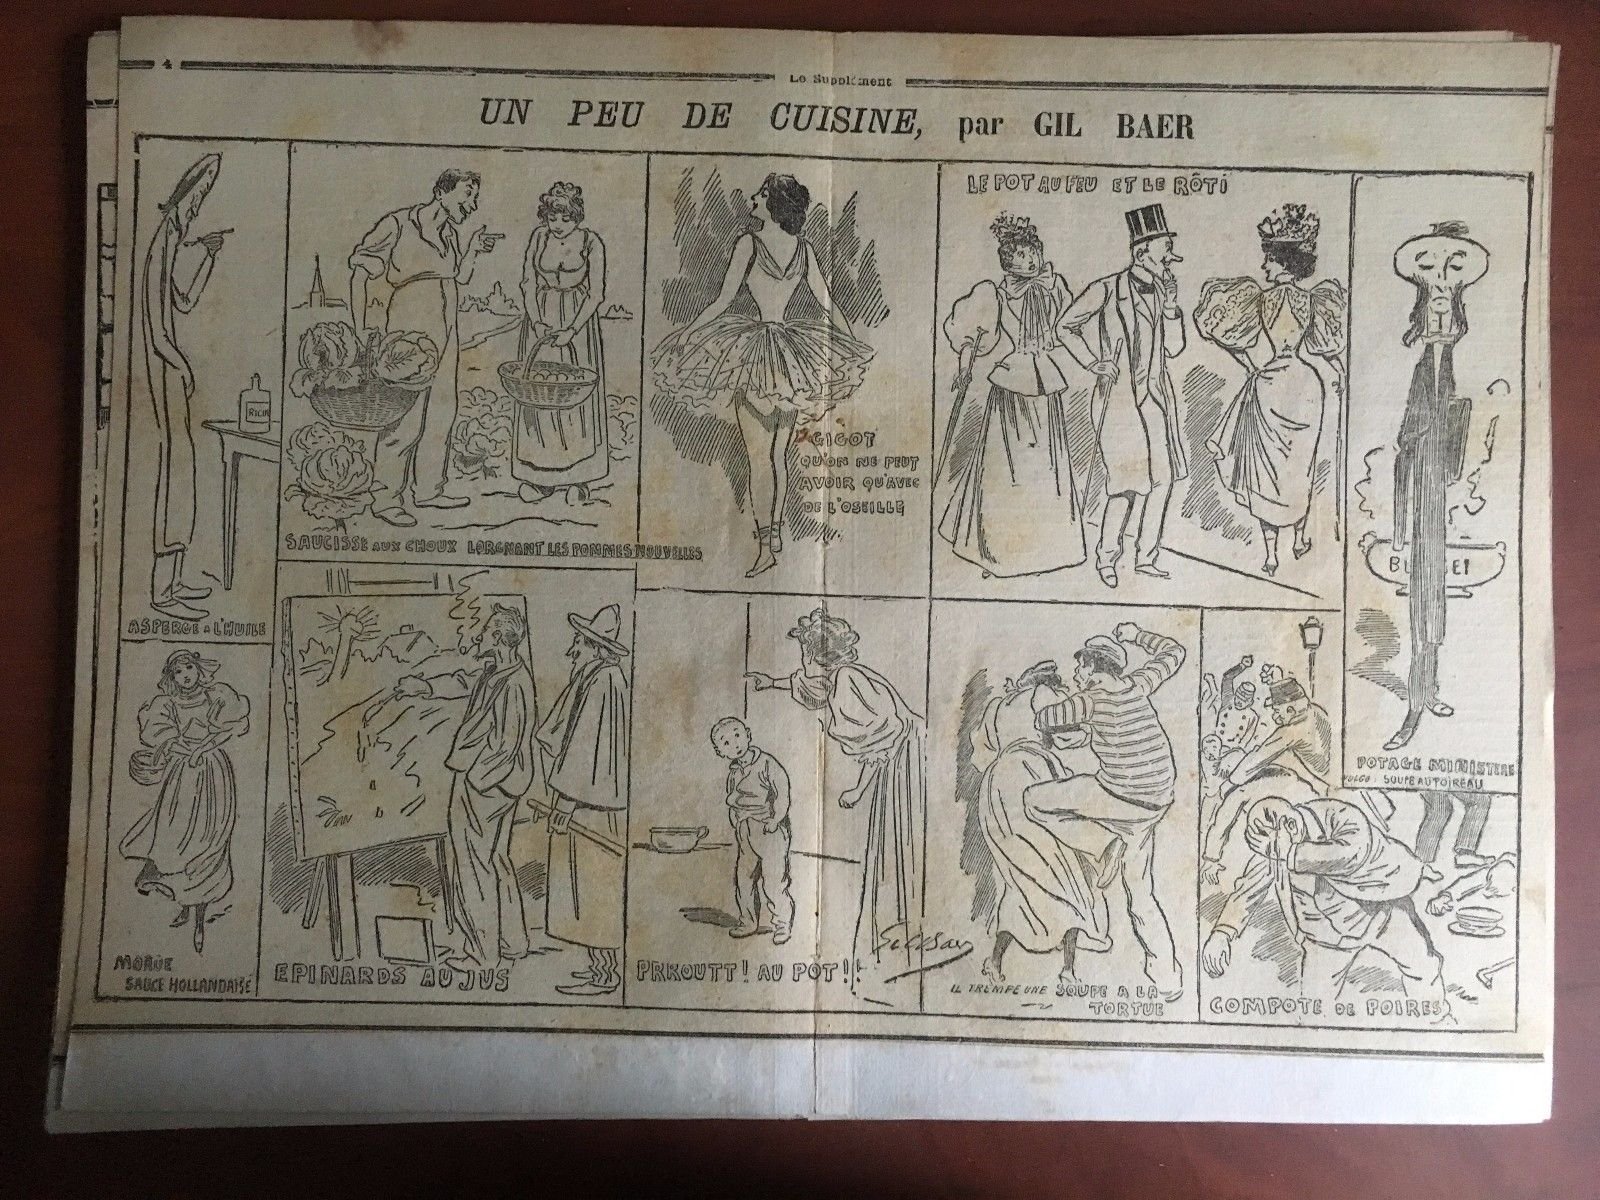 4
Le Supplément
UN PEU DE CUISINE, par GIL BAER
RICIN
ASPERGE A L'HUILE
SAUCISSE AUX CHOUX LORGNANT LES POMMES NOUVELLES
GIGOT
QU'ON NE PEUT
AVOIR QU'AVEC
DE L'OSEILLE
LE POT AU FEU ET LE RÔTI
POTAGE MINISTERE
VULGO: SOUPE AU POIREAU
MORUE
SAUCE HOLLANDAISE
a
b
EPINARDS AU JUS
PRKOUTT! AU POT!!
IL TREMPE UNE SOUPE A LA
TORTUE
COMPOTE DE POIRES